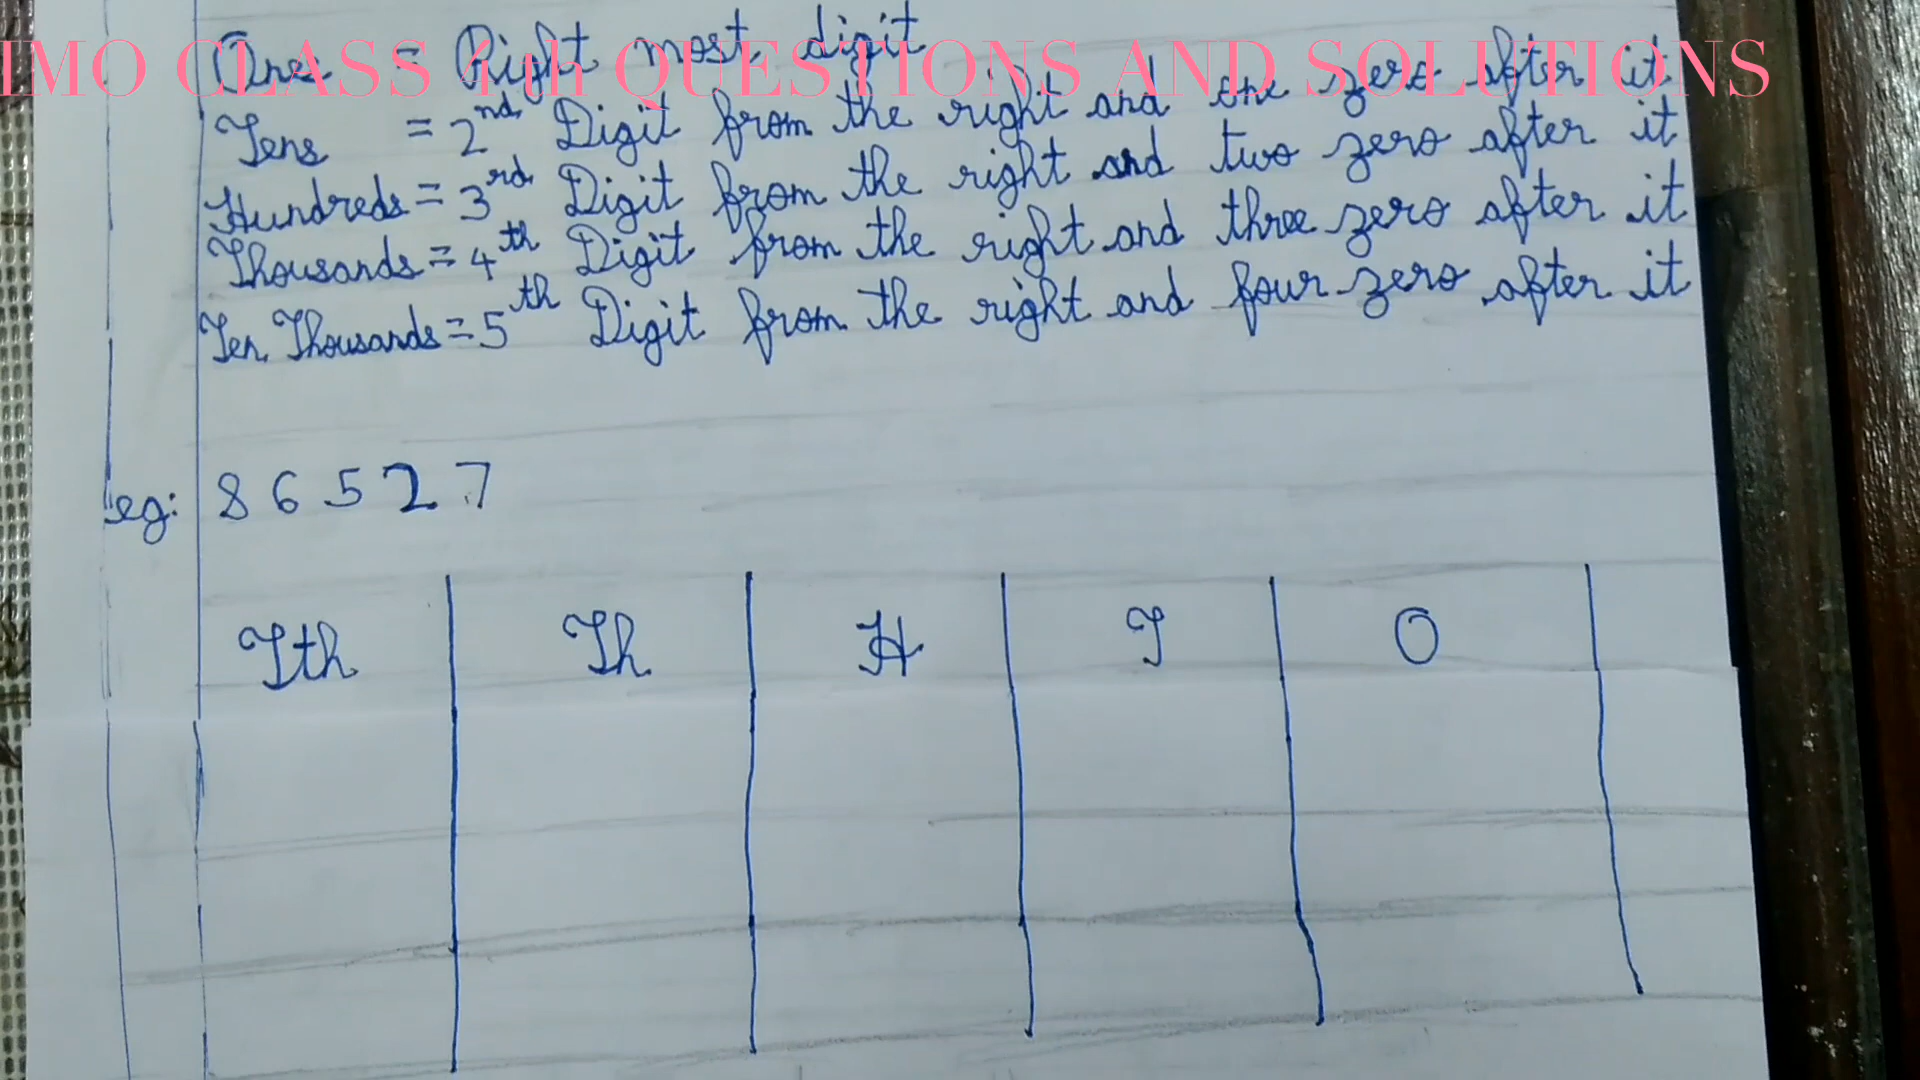 IMO CLASS 4th QUESTIONS AND SOLUTIONS
Ones = Right most digit
Tens = 2nd Digit from the right and one zero after it
Hundreds = 3rd Digit from the right and two zero after it
Thousands = 4th Digit from the right and three zero after it
Ten Thousands = 5th Digit from the right and four zero after it
eg: 86527
Tth Th H T O